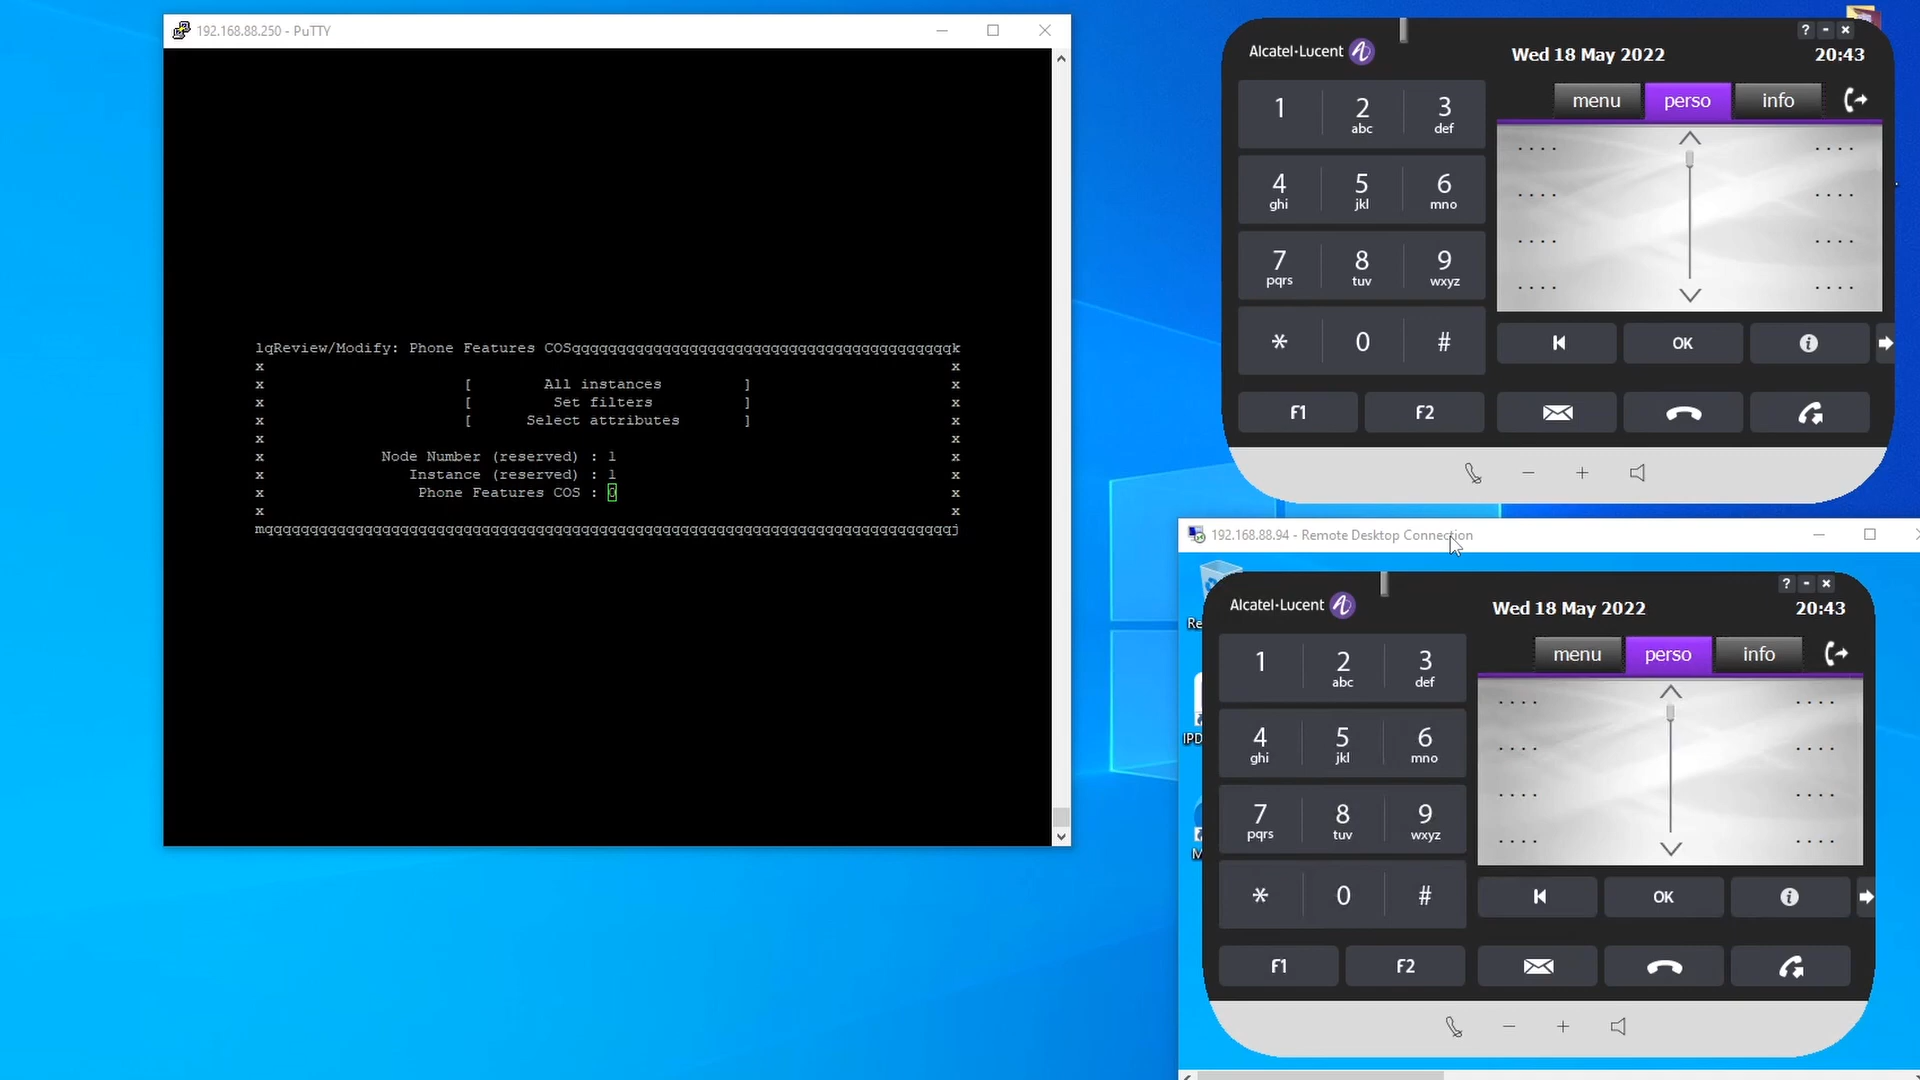 192.168.88.250 - PuTTY
lqReview/Modify: Phone Features COSqqqqqqqqqqqqqqqqqqqqqqqqqqqqqqqqqqqqqqqqqqk
x x
x [ All instances ] x
x [ Set filters ] x
x [ Select attributes ] x
x x
x Node Number (reserved) : 1 x
x Instance (reserved) : 1 x
x Phone Features COS : 0 x
x x
mqqqqqqqqqqqqqqqqqqqqqqqqqqqqqqqqqqqqqqqqqqqqqqqqqqqqqqqqqqqqqqqqqqqqqqqqqqqqj
Alcatel·Lucent
Wed 18 May 2022
20:43
menu perso info
1 2 abc 3 def
4 ghi 5 jkl 6 mno
7 pqrs 8 tuv 9 wxyz
* 0 #
OK
F1 F2
192.168.88.94 - Remote Desktop Connection
Re
IPD
M
Alcatel·Lucent
Wed 18 May 2022
20:43
menu perso info
1 2 abc 3 def
4 ghi 5 jkl 6 mno
7 pqrs 8 tuv 9 wxyz
* 0 #
OK
F1 F2